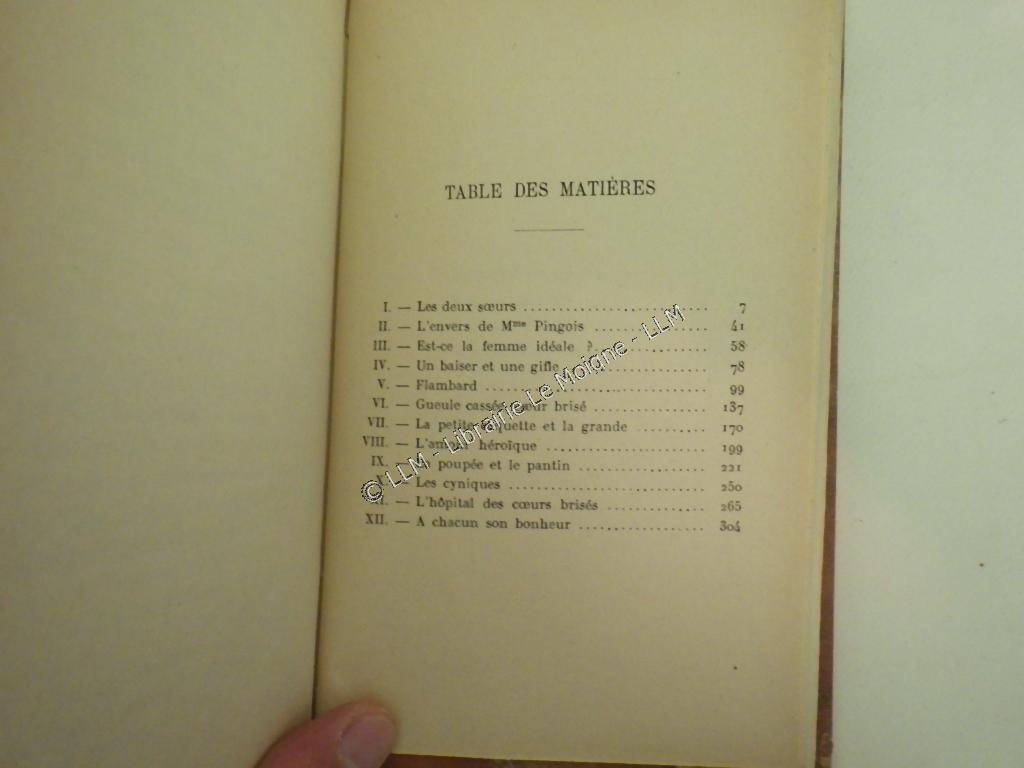 TABLE DES MATIÈRES
I. — Les deux sœurs ........................ 7
II. — L'envers de Mme Pingois ............... 41
III. — Est-ce la femme idéale ? ............... 58
IV. — Un baiser et une gifle ............... 78
V. — Flambard ........................ 99
VI. — Gueule cassée, cœur brisé ............... 137
VII. — La petite et la grande .......... 170
VIII. — L'amour héroïque ..................... 199
IX. — La poupée et le pantin ................ 221
— Les cyniques .......................... 250
XI. — L'hôpital des cœurs brisés ............. 265
XII. — A chacun son bonheur ................ 304
© LLM - Librairie Le Moigne - LLM